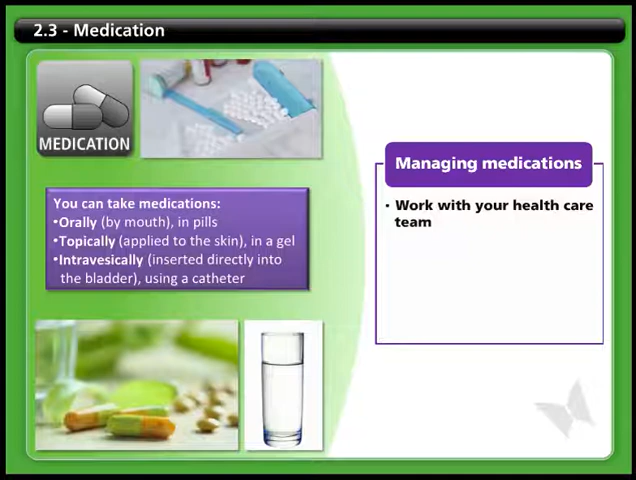 2.3 - Medication
MEDICATION
You can take medications:
•Orally (by mouth), in pills
•Topically (applied to the skin), in a gel
•Intravesically (inserted directly into
the bladder), using a catheter
Managing medications
• Work with your health care
team